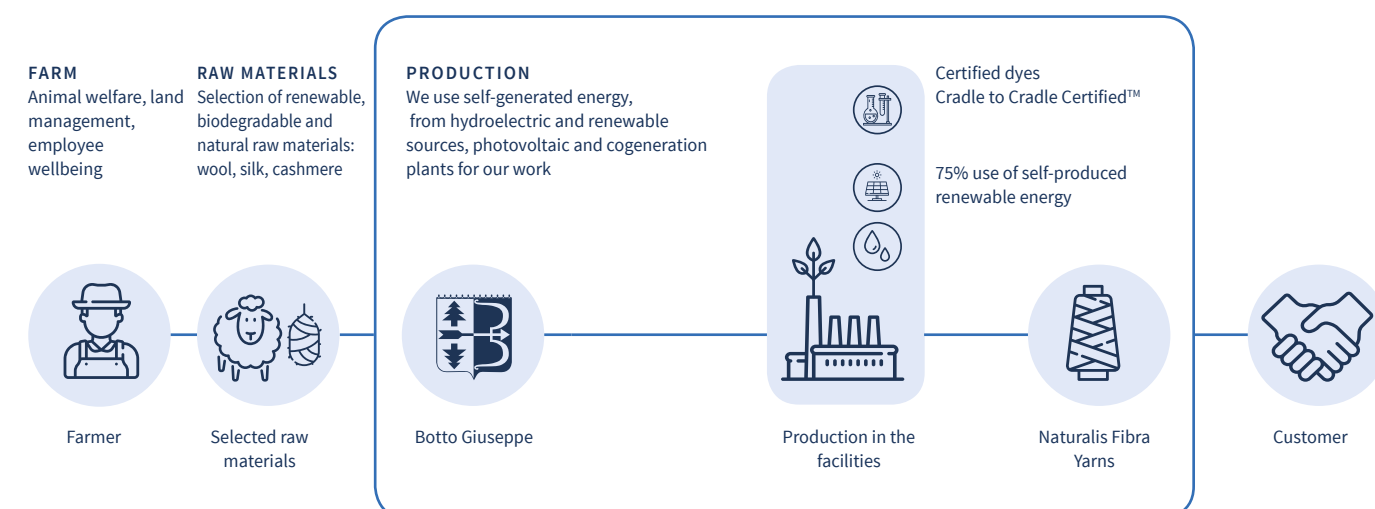 FARM
Animal welfare, land
management,
employee
wellbeing
RAW MATERIALS
Selection of renewable,
biodegradable and
natural raw materials:
wool, silk, cashmere
PRODUCTION
We use self-generated energy,
from hydroelectric and renewable
sources, photovoltaic and cogeneration
plants for our work
Certified dyes
Cradle to Cradle Certified™
75% use of self-produced
renewable energy
Farmer
Selected raw
materials
Botto Giuseppe
Production in the
facilities
Naturalis Fibra
Yarns
Customer